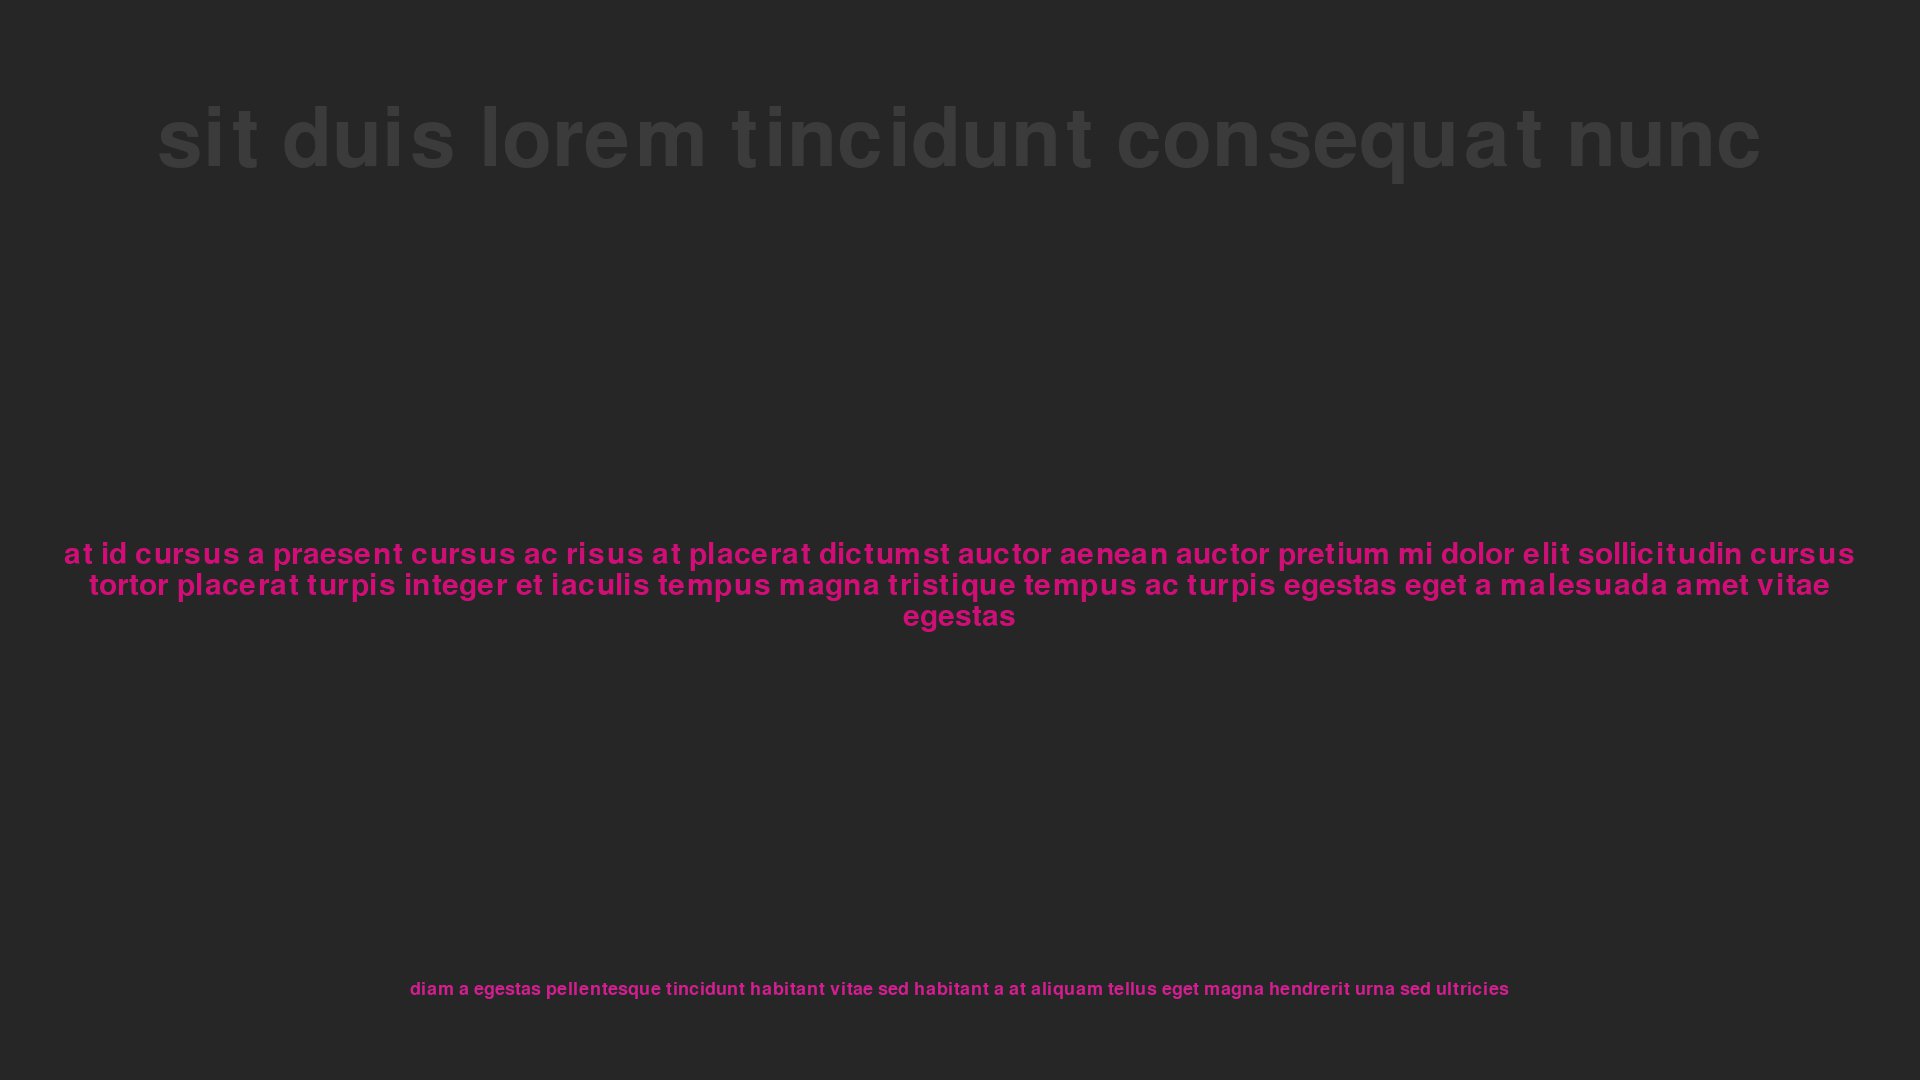 sit duis lorem tincidunt consequat nunc
at id cursus a praesent cursus ac risus at placerat dictumst auctor aenean auctor pretium mi dolor elit sollicitudin cursus
tortor placerat turpis integer et iaculis tempus magna tristique tempus ac turpis egestas eget a malesuada amet vitae
egestas
diam a egestas pellentesque tincidunt habitant vitae sed habitant a at aliquam tellus eget magna hendrerit urna sed ultricies